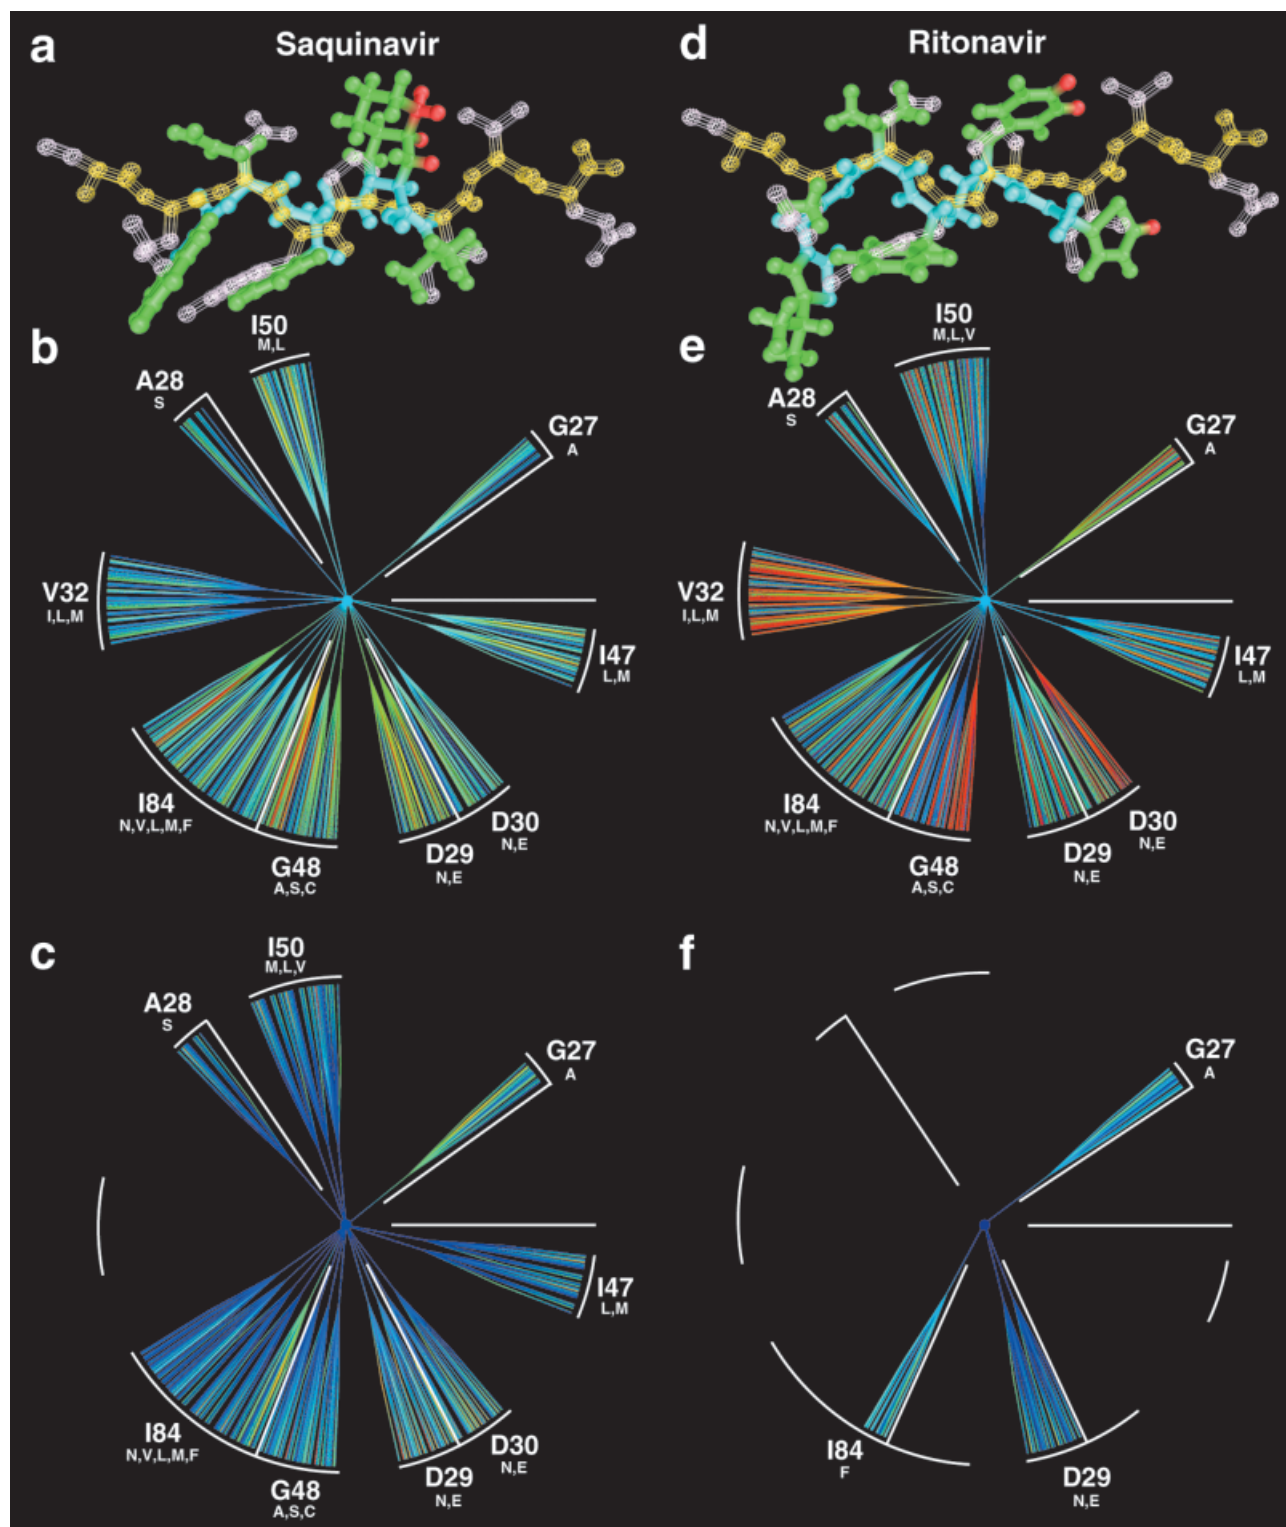 a
Saquinavir
d
Ritonavir
b
I50
M,L
A28
S
G27
A
V32
I,L,M
I47
L,M
I84
N,V,L,M,F
G48
A,S,C
D29
N,E
D30
N,E
e
I50
M,L,V
A28
S
G27
A
V32
I,L,M
I47
L,M
I84
N,V,L,M,F
G48
A,S,C
D29
N,E
D30
N,E
c
I50
M,L,V
A28
S
G27
A
I47
L,M
I84
N,V,L,M,F
G48
A,S,C
D29
N,E
D30
N,E
f
G27
A
I84
F
D29
N,E